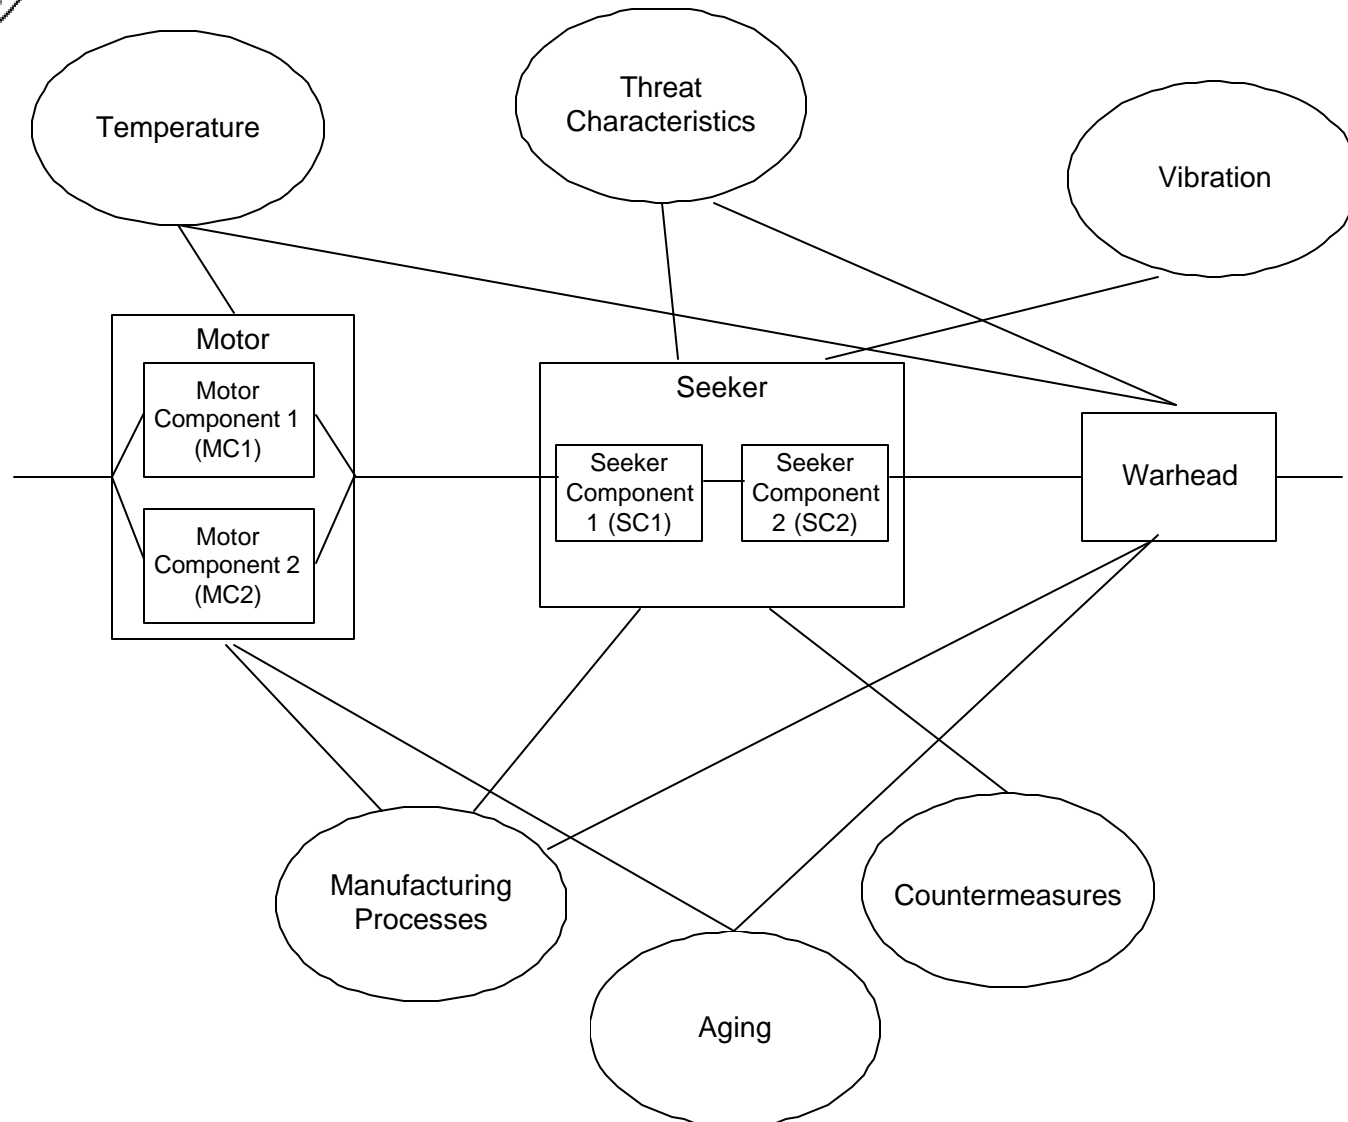 Temperature
Threat
Characteristics
Vibration
Motor
Motor
Component 1
(MC1)
Motor
Component 2
(MC2)
Seeker
Seeker
Component
1 (SC1)
Seeker
Component
2 (SC2)
Warhead
Manufacturing
Processes
Countermeasures
Aging